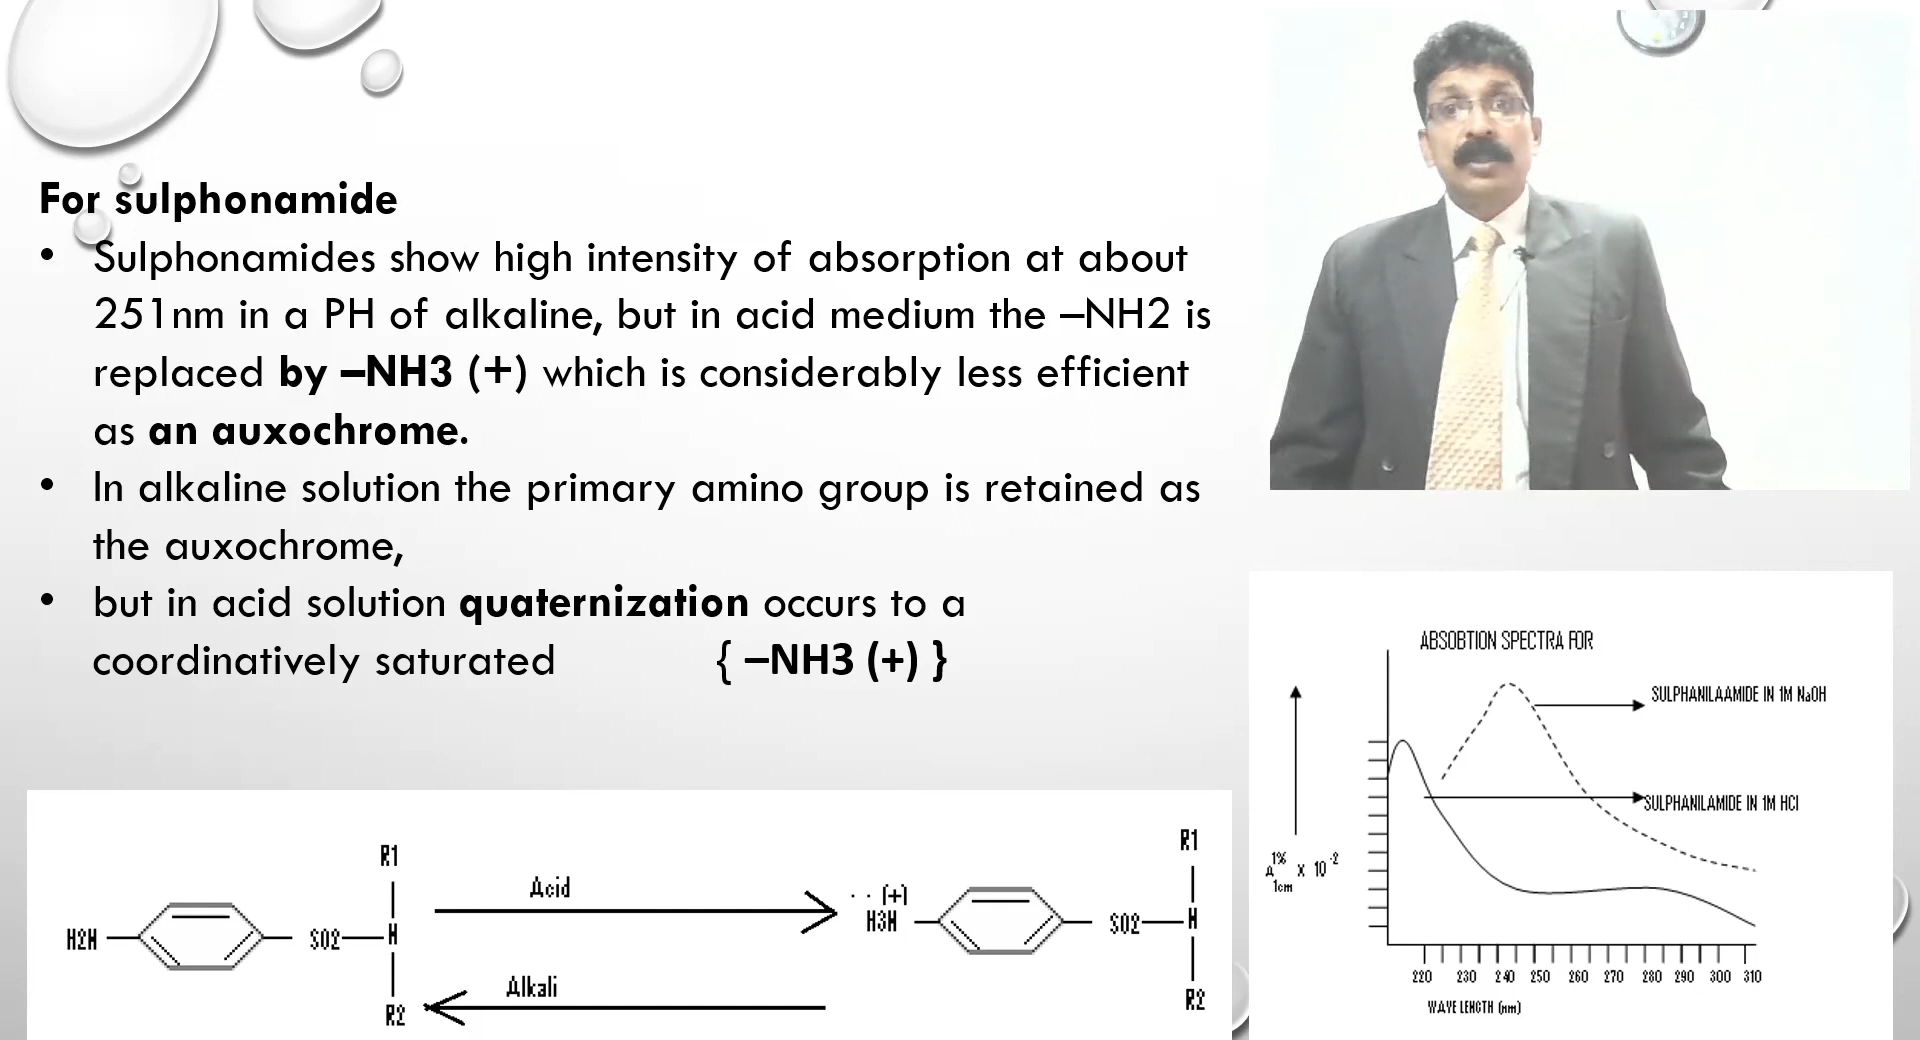 For sulphonamide
• Sulphonamides show high intensity of absorption at about
251nm in a PH of alkaline, but in acid medium the –NH2 is
replaced by –NH3 (+) which is considerably less efficient
as an auxochrome.
• In alkaline solution the primary amino group is retained as
the auxochrome,
• but in acid solution quaternization occurs to a
coordinatively saturated { –NH3 (+) }
R1
Acid
H2N
SO2
N
Alkali
R2
R1
·· (+)
H3N
SO2
N
R2
ABSOBTION SPECTRA FOR
SULPHANILAAMIDE IN 1M NaOH
SULPHANILAMIDE IN 1M HCl
A 1% 1cm x 10 -2
220 230 240 250 260 270 280 290 300 310
WAVE LENGTH (nm)